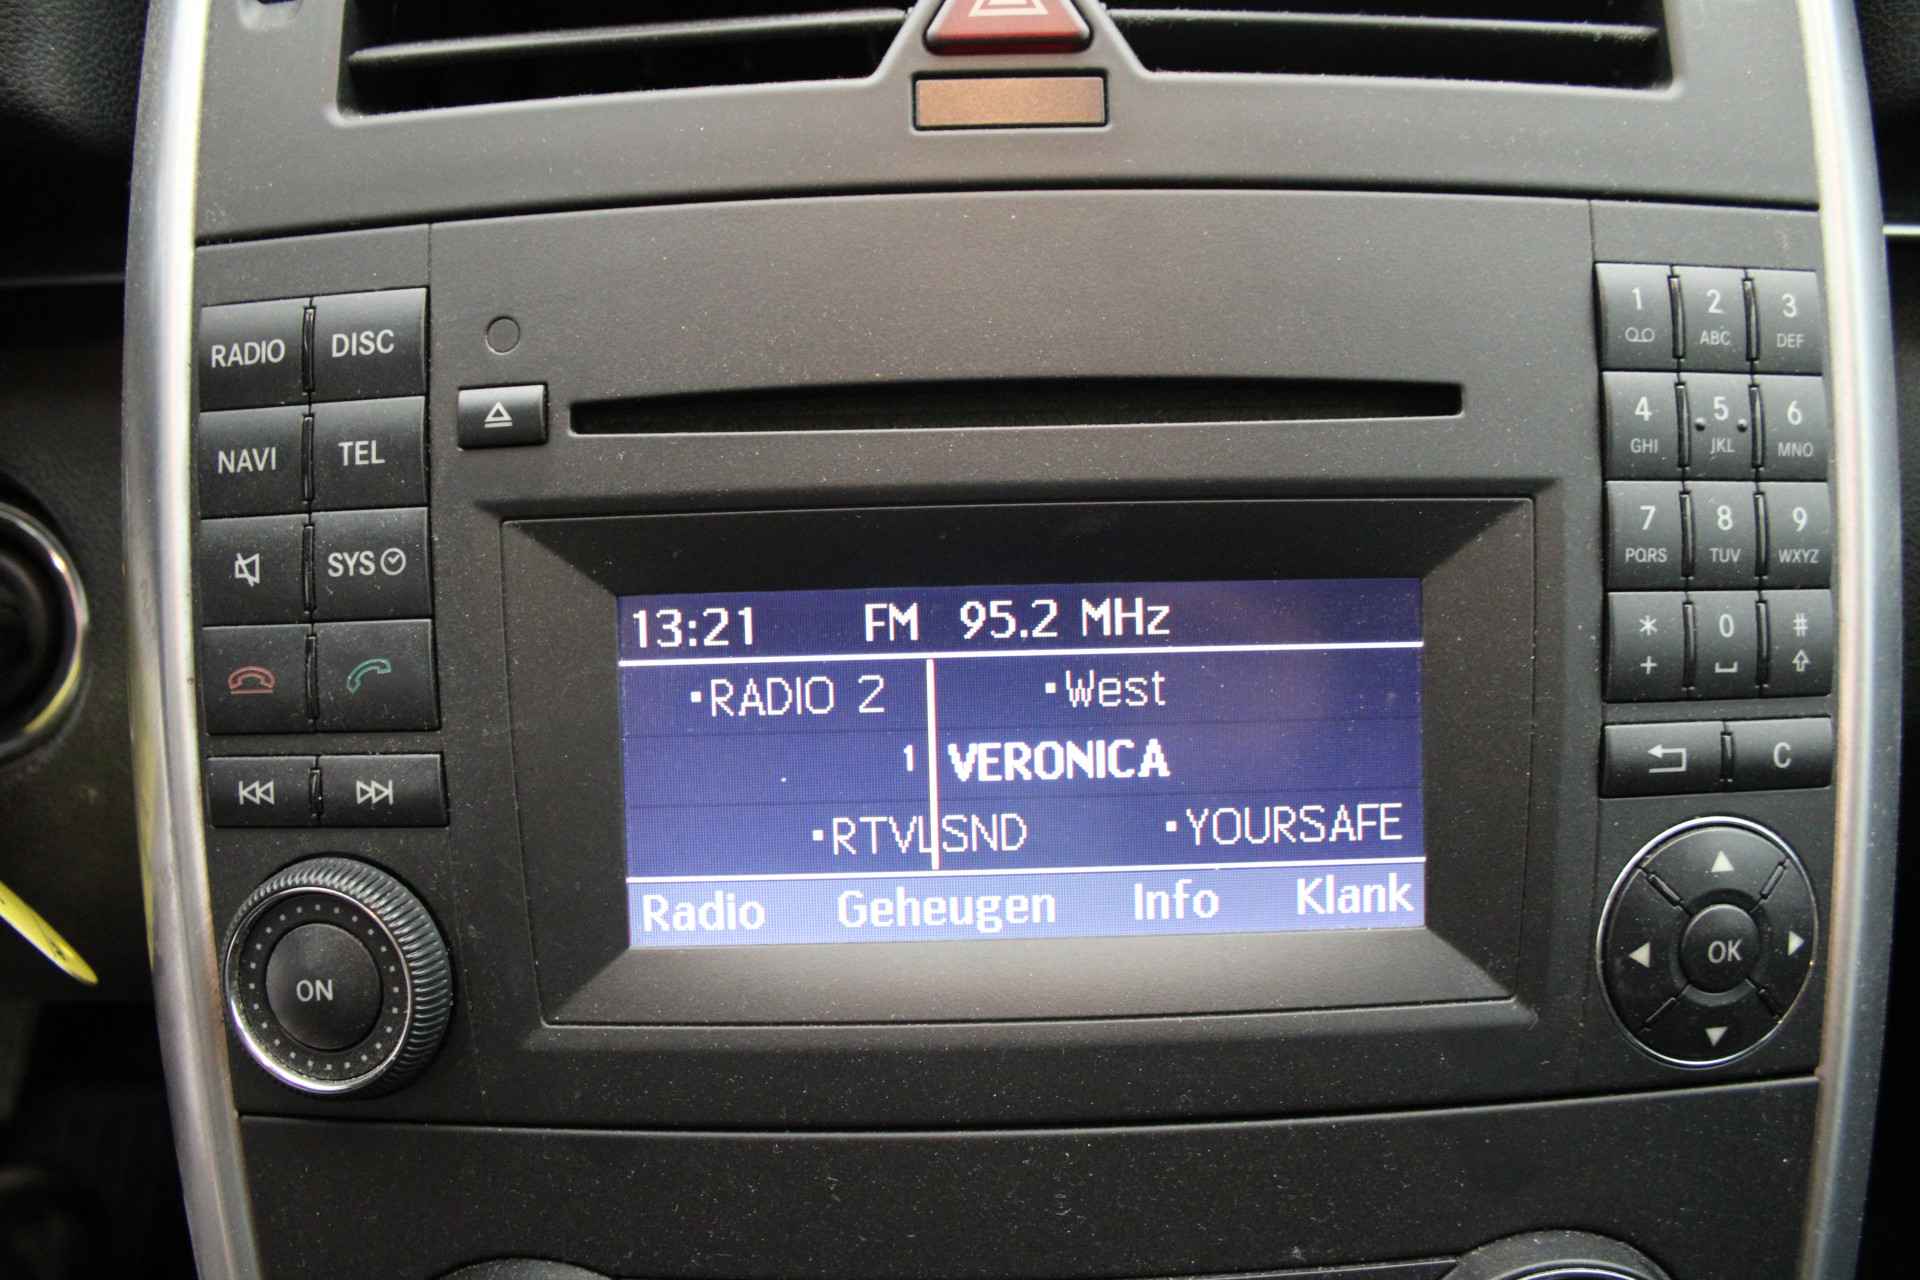 RADIO DISC
NAVI TEL
SYS
ON
13:21 FM 95.2 MHz
RADIO 2 West
1 VERONICA
RTVLSND YOURSAFE
Radio Geheugen Info Klank
1 2 3
ABC DEF
4 5 6
GHI JKL MNO
7 8 9
PQRS TUV WXYZ
* 0 #
+
C
OK